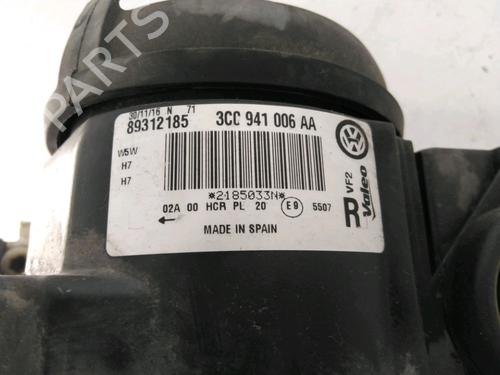 PARTS
30/11/16 N 71
89312185 3CC 941 006 AA
W5W
H7
H7
*2185033N*
02A 00 HCR PL 20 E9 5507
MADE IN SPAIN
R VF2 Valeo